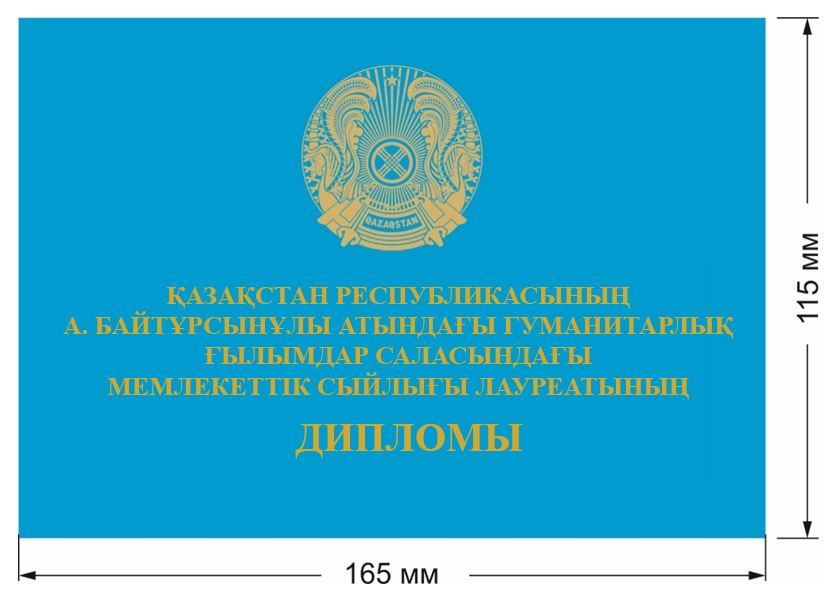 QAZAQSTAN
ҚАЗАҚСТАН РЕСПУБЛИКАСЫНЫҢ
А. БАЙТҰРСЫНҰЛЫ АТЫНДАҒЫ ГУМАНИТАРЛЫҚ
ҒЫЛЫМДАР САЛАСЫНДАҒЫ
МЕМЛЕКЕТТІК СЫЙЛЫҒЫ ЛАУРЕАТЫНЫҢ
ДИПЛОМЫ
115 мм
165 мм